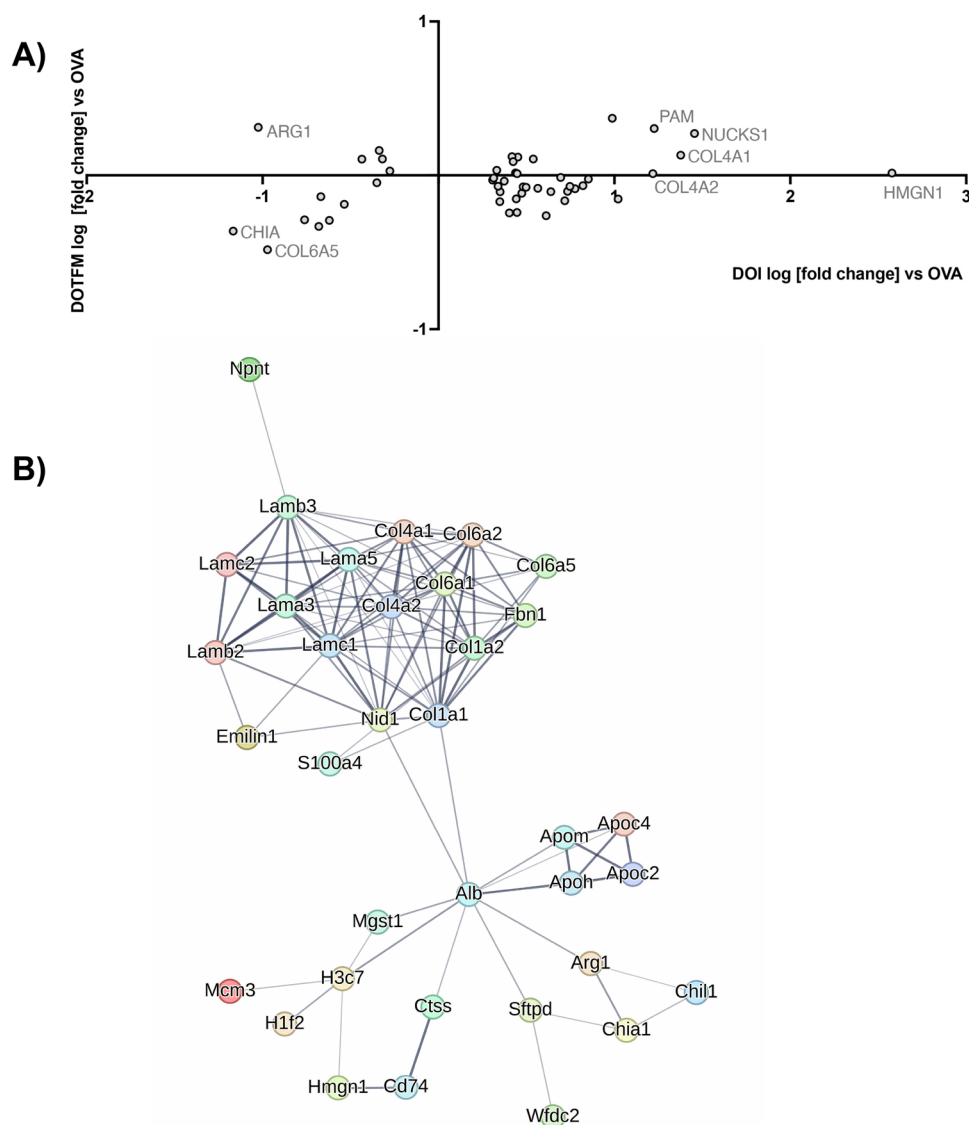 A)
DOTFM log [fold change] vs OVA
1
ARG1
PAM
NUCKS1
COL4A1
-2
-1
1
2
3
COL4A2
HMGN1
CHIA
COL6A5
DOI log [fold change] vs OVA
-1
B)
Npnt
Lamb3
Col4a1
Col6a2
Lamc2
Lama5
Col6a5
Col6a1
Lama3
Col4a2
Fbn1
Lamb2
Lamc1
Col1a2
Nid1
Col1a1
Emilin1
S100a4
Apom
Apoc4
Apoh
Apoc2
Alb
Mgst1
H3c7
Arg1
Mcm3
Chil1
H1f2
Ctss
Sftpd
Chia1
Hmgn1
Cd74
Wfdc2